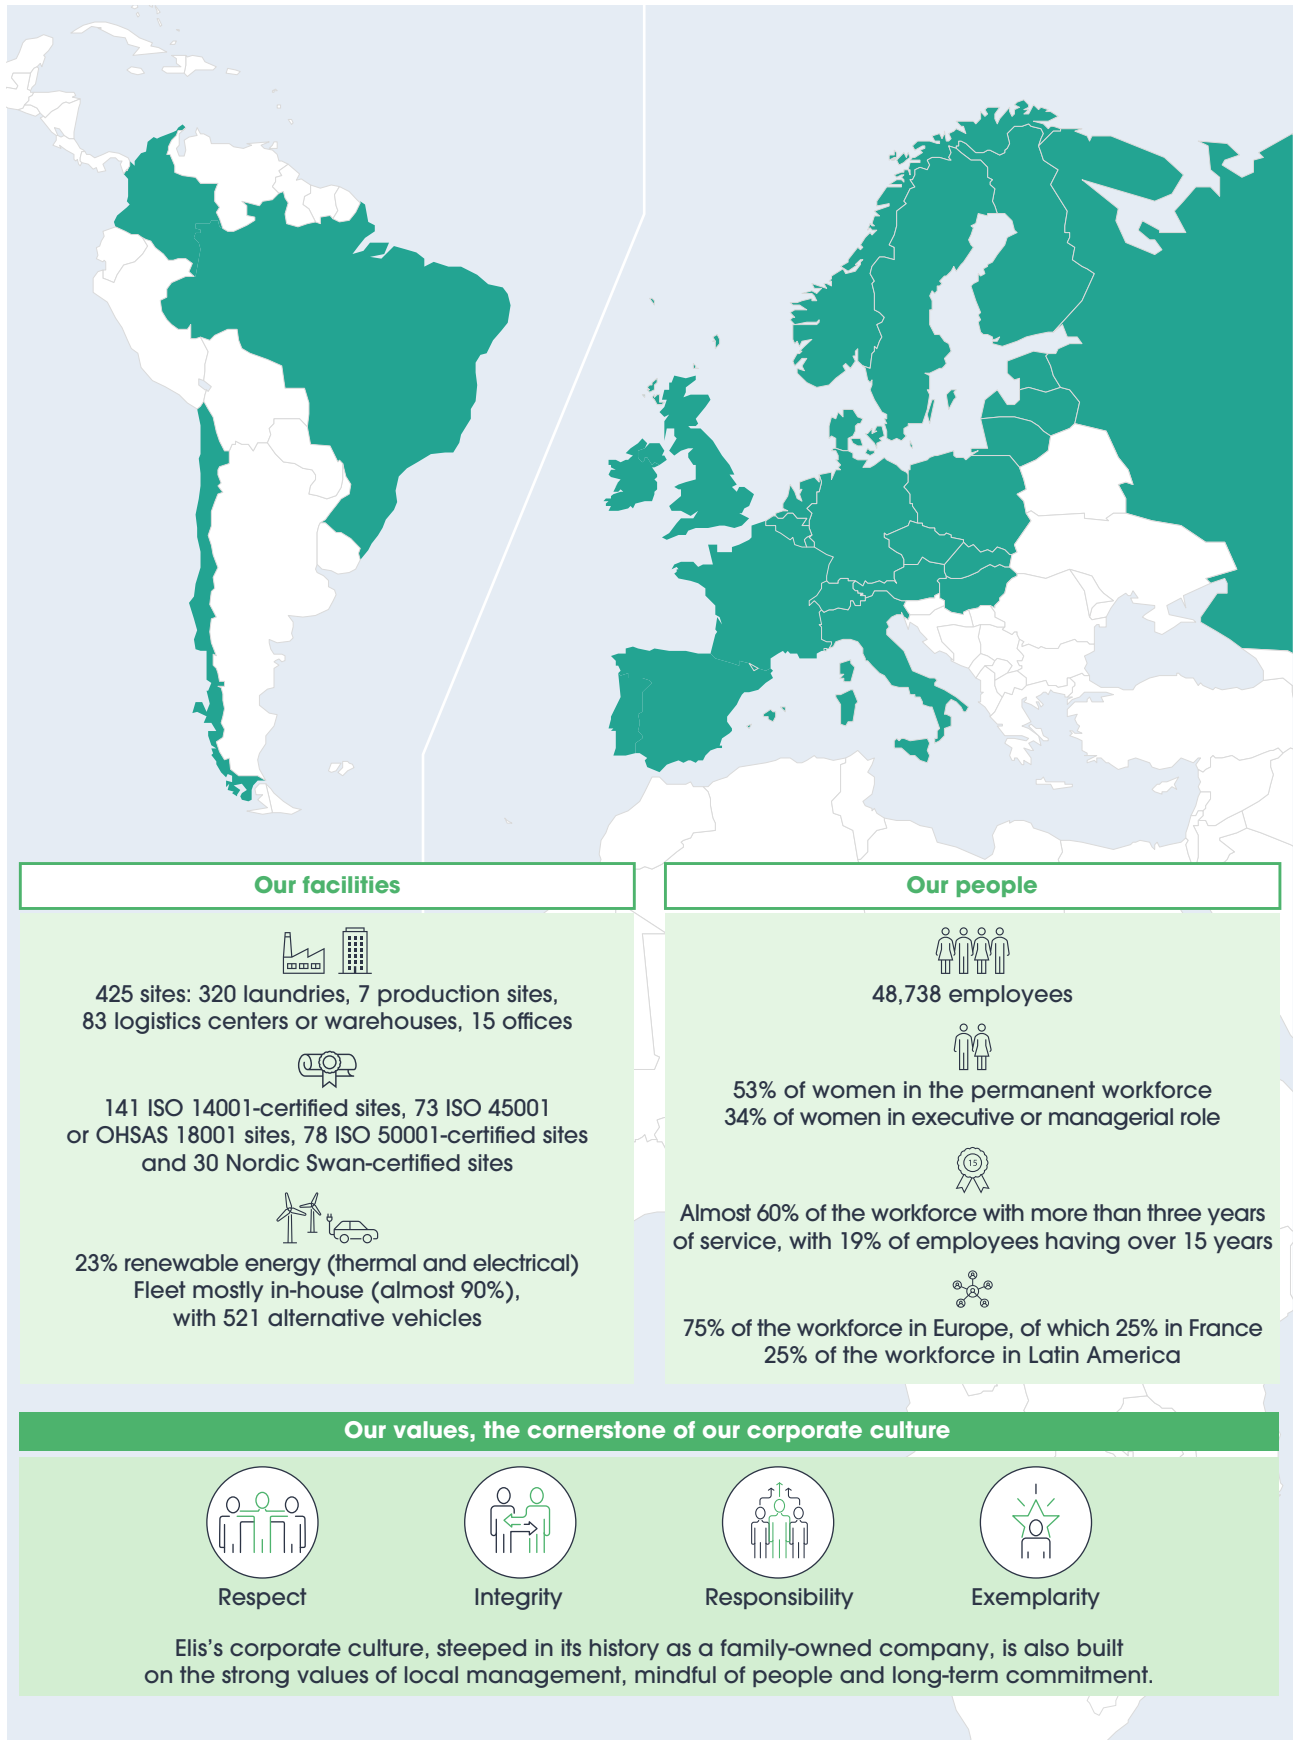 Our facilities
425 sites: 320 laundries, 7 production sites,
83 logistics centers or warehouses, 15 offices
141 ISO 14001-certified sites, 73 ISO 45001
or OHSAS 18001 sites, 78 ISO 50001-certified sites
and 30 Nordic Swan-certified sites
23% renewable energy (thermal and electrical)
Fleet mostly in-house (almost 90%),
with 521 alternative vehicles
Our people
48,738 employees
53% of women in the permanent workforce
34% of women in executive or managerial role
15
Almost 60% of the workforce with more than three years
of service, with 19% of employees having over 15 years
75% of the workforce in Europe, of which 25% in France
25% of the workforce in Latin America
Our values, the cornerstone of our corporate culture
Respect
Integrity
Responsibility
Exemplarity
Elis's corporate culture, steeped in its history as a family-owned company, is also built
on the strong values of local management, mindful of people and long-term commitment.